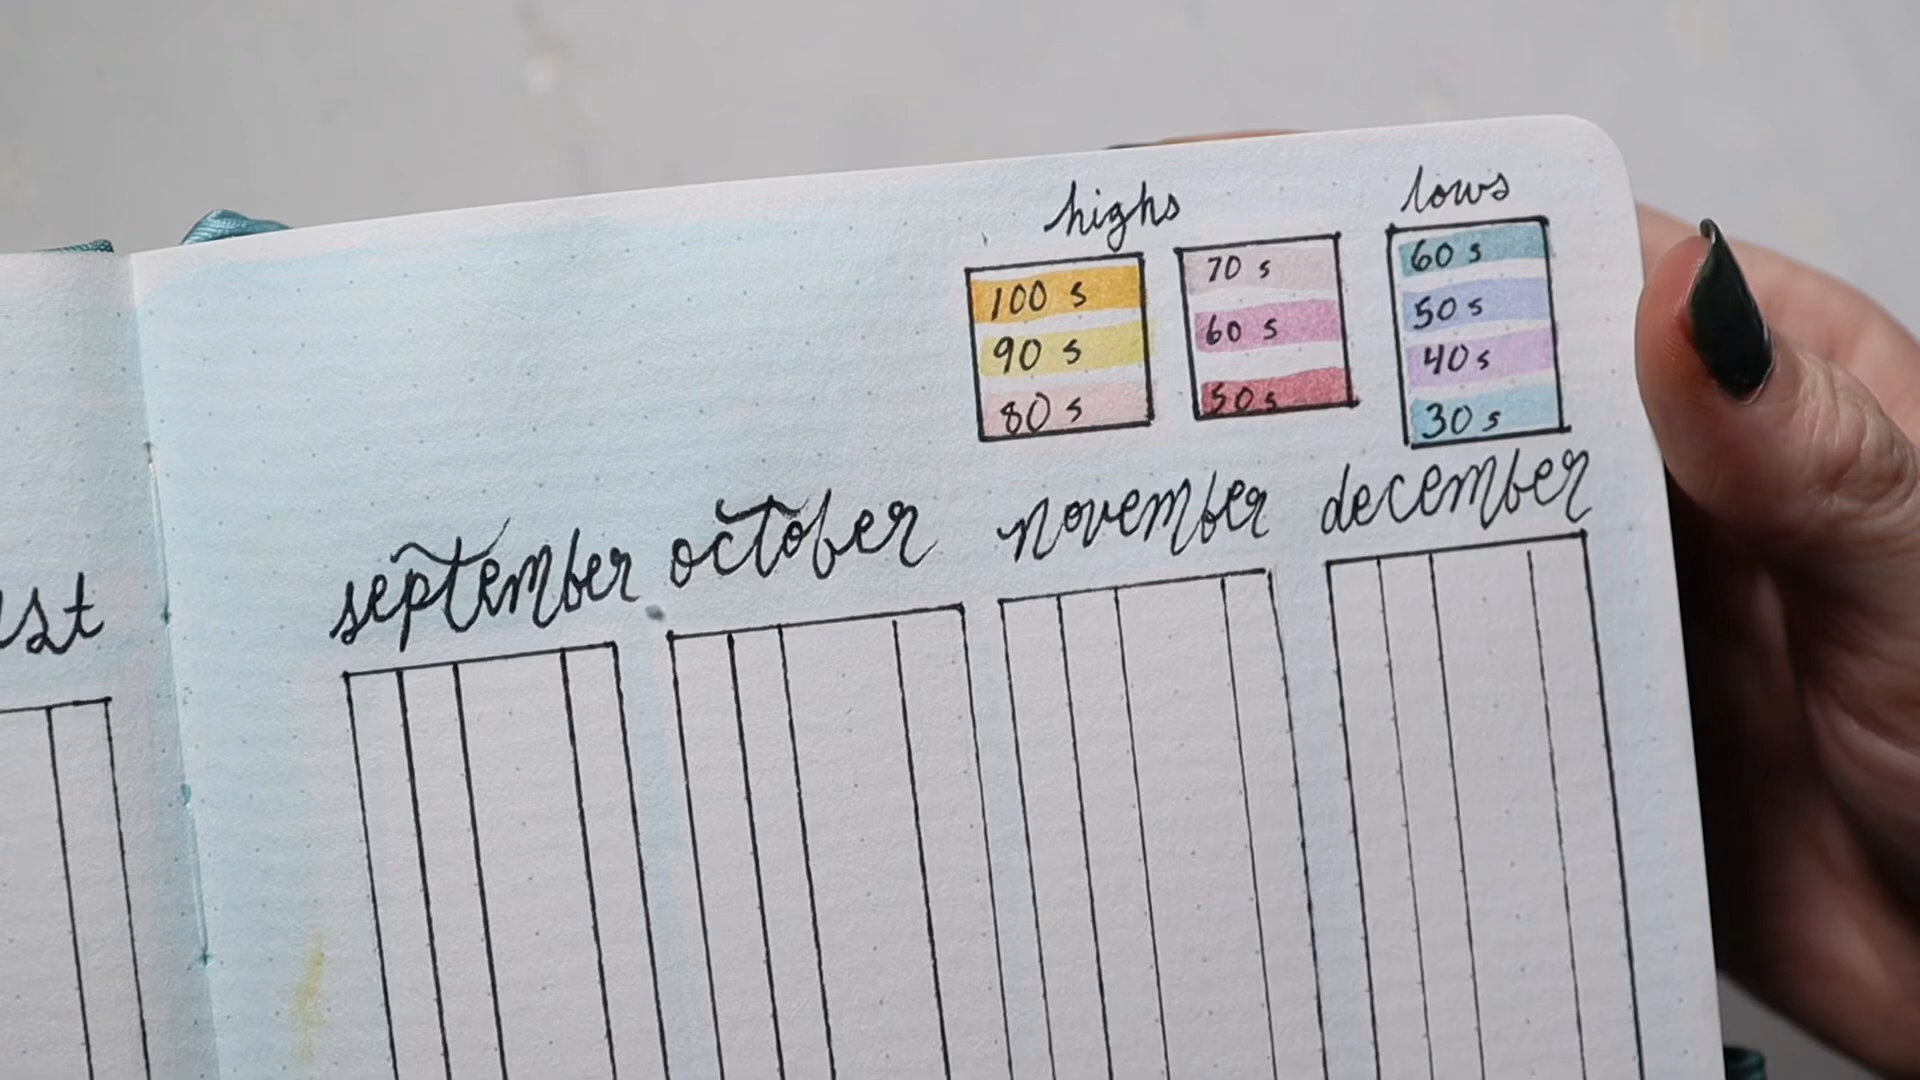 highs
lows
100 s
90 s
80 s
70 s
60 s
50 s
60 s
50 s
40 s
30 s
september october november december